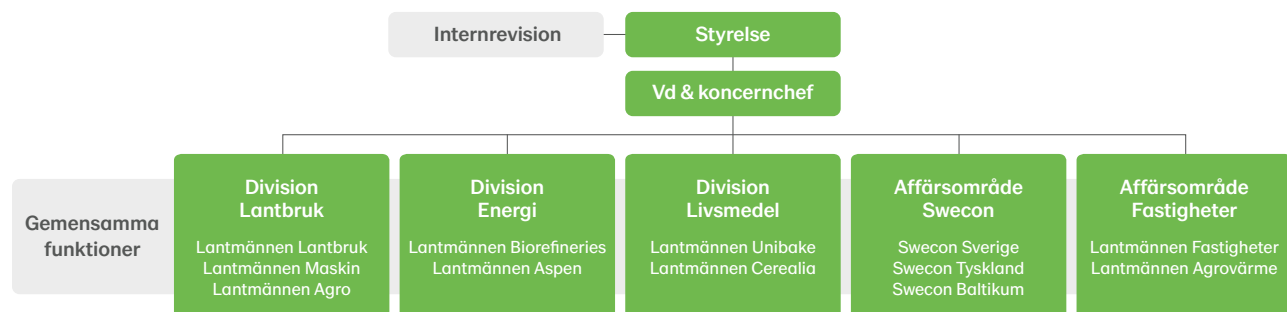 Internrevision
Styrelse
Vd & koncernchef
Gemensamma
funktioner
Division
Lantbruk
Lantmännen Lantbruk
Lantmännen Maskin
Lantmännen Agro
Division
Energi
Lantmännen Biorefineries
Lantmännen Aspen
Division
Livsmedel
Lantmännen Unibake
Lantmännen Cerealia
Affärsområde
Swecon
Swecon Sverige
Swecon Tyskland
Swecon Baltikum
Affärsområde
Fastigheter
Lantmännen Fastigheter
Lantmännen Agrovärme